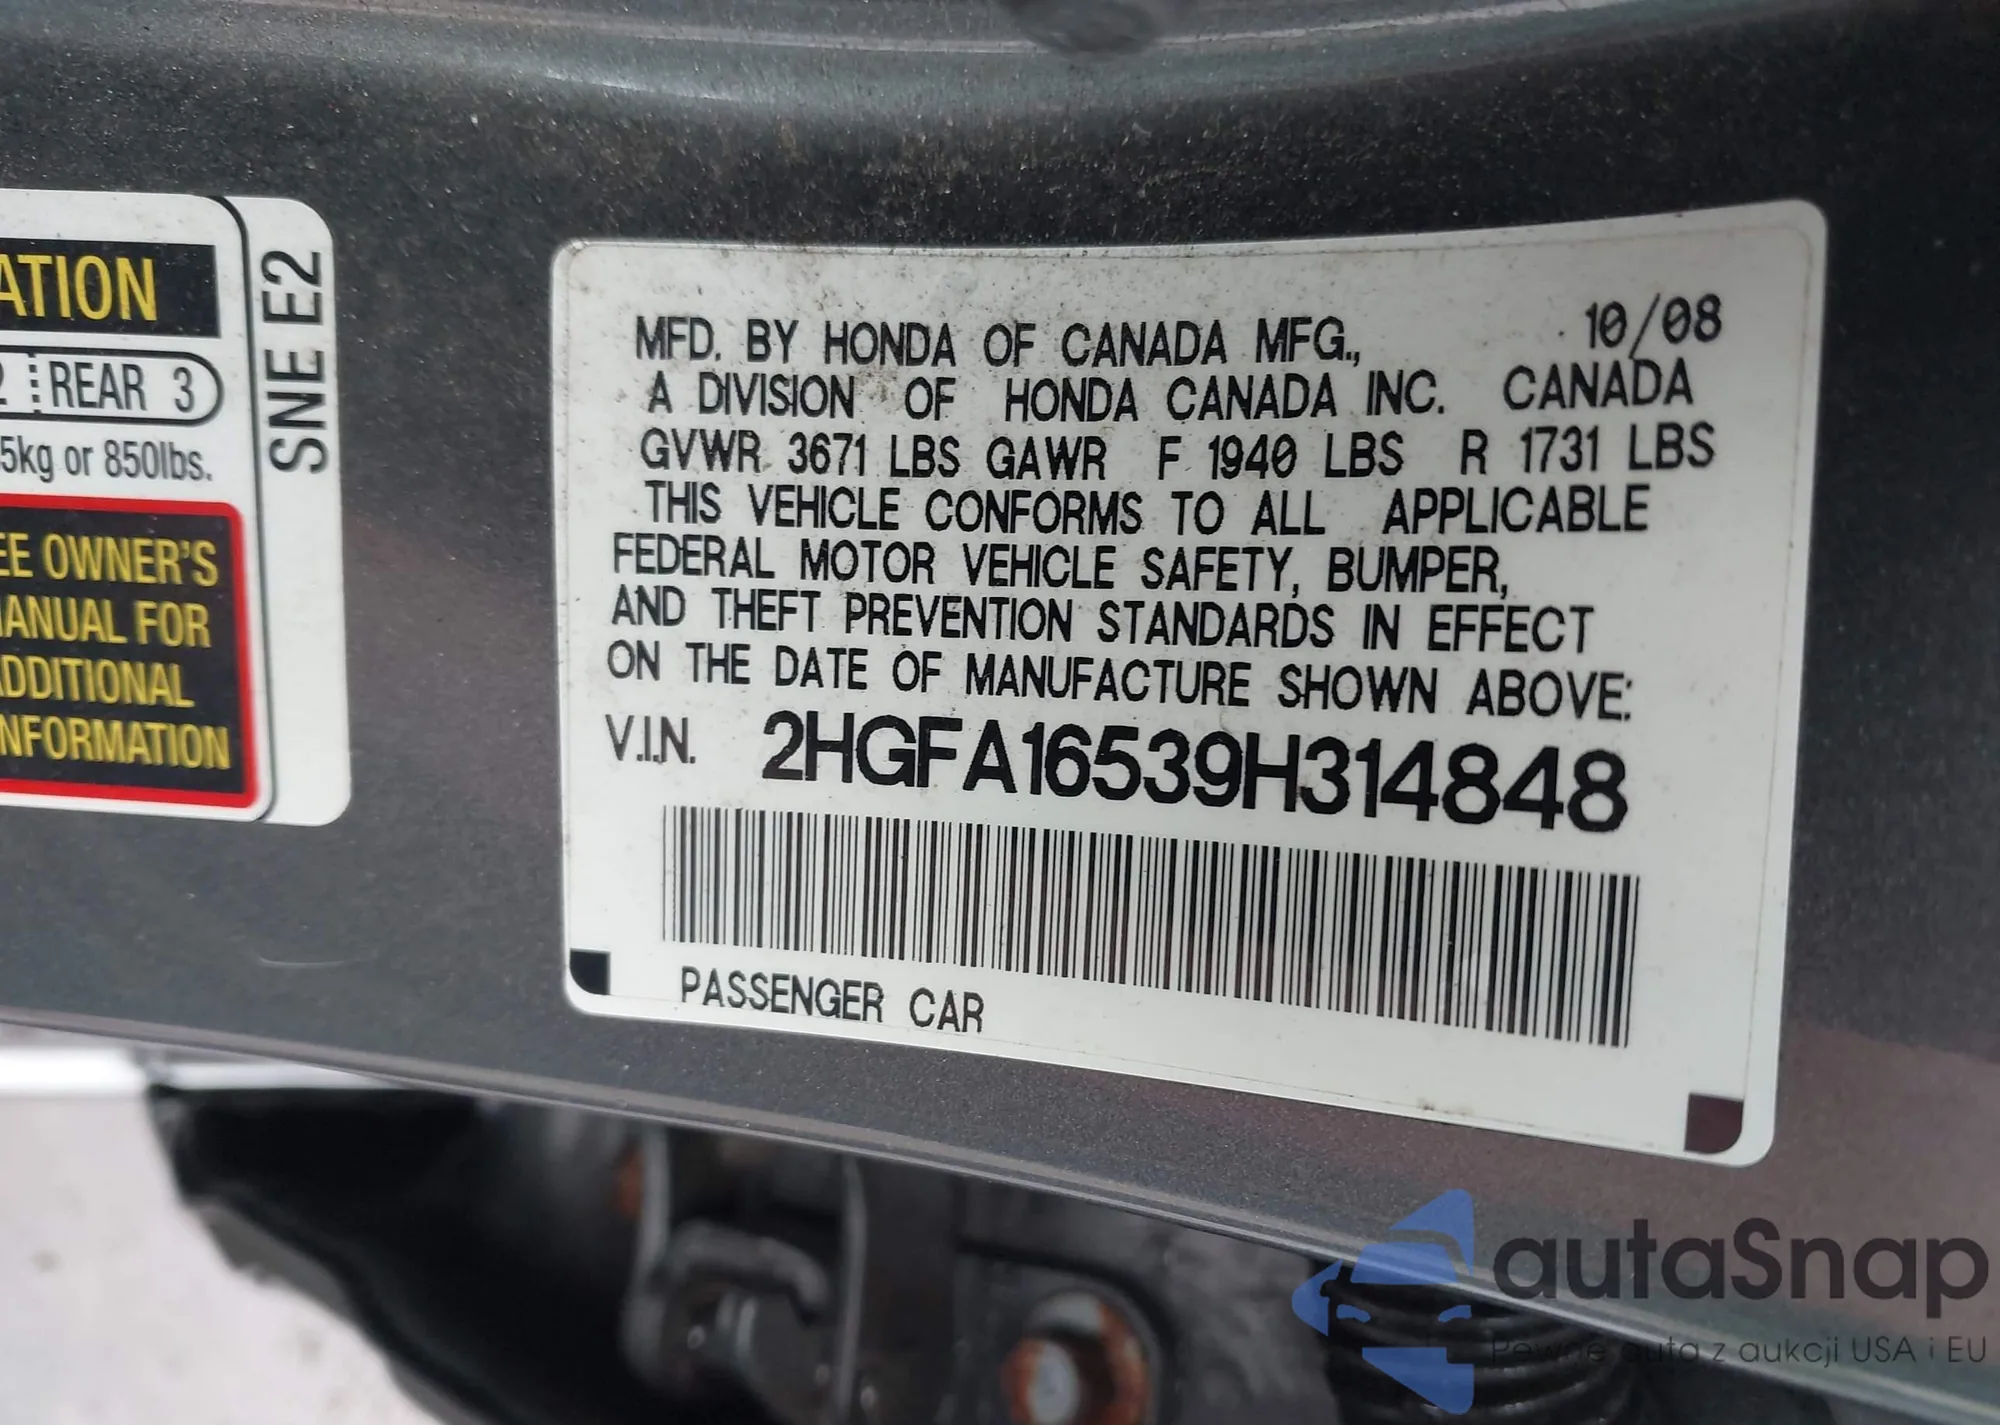 ATION
2 REAR 3
5kg or 850lbs.
EE OWNER'S
MANUAL FOR
ADDITIONAL
INFORMATION
SNE E2
10/08
MFD. BY HONDA OF CANADA MFG.,
A DIVISION OF HONDA CANADA INC. CANADA
GVWR 3671 LBS GAWR F 1940 LBS R 1731 LBS
THIS VEHICLE CONFORMS TO ALL APPLICABLE
FEDERAL MOTOR VEHICLE SAFETY, BUMPER,
AND THEFT PREVENTION STANDARDS IN EFFECT
ON THE DATE OF MANUFACTURE SHOWN ABOVE:
V.I.N. 2HGFA16539H314848
PASSENGER CAR
autaSnap
Pewne auta z aukcji USA i EU